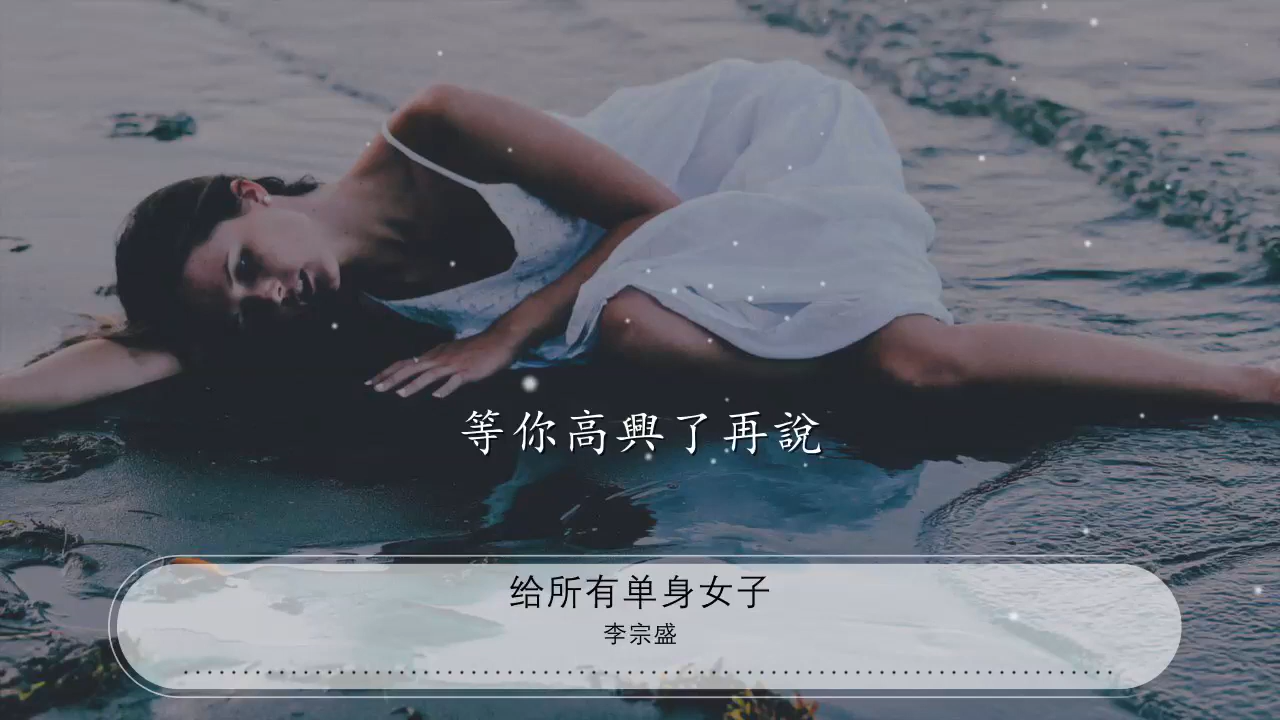 等你高興了再說
给所有单身女子
李宗盛